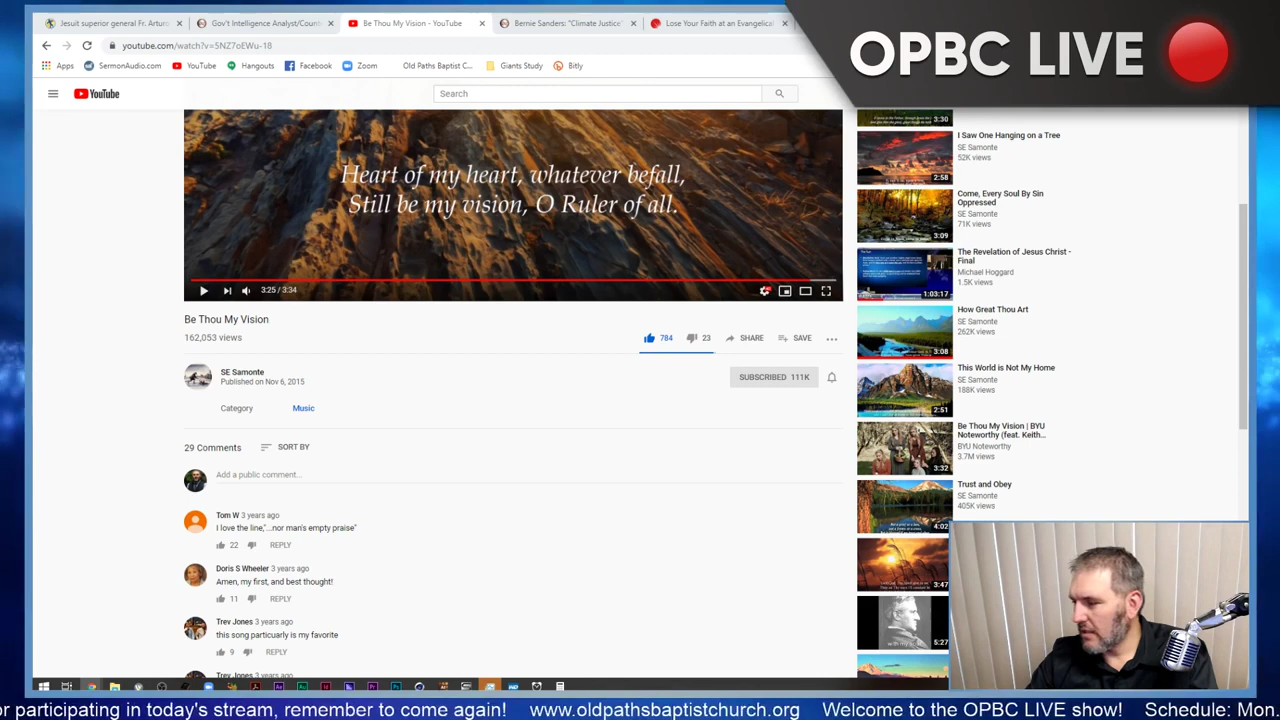 Jesuit superior general Fr. Arturo
Gov't Intelligence Analyst/Count
Be Thou My Vision - YouTube
Bernie Sanders: "Climate Justice"
Lose Your Faith at an Evangelical
OPBC LIVE
youtube.com/watch?v=5NZ7oEWu-18
Apps
SermonAudio.com
YouTube
Hangouts
Facebook
Zoom
Old Paths Baptist C...
Giants Study
Bitly
YouTube
Search
Heart of my heart, whatever befall,
Still be my vision, O Ruler of all.
3:25 / 3:34
Be Thou My Vision
162,053 views
784
23
SHARE
SAVE
SE Samonte
Published on Nov 6, 2015
SUBSCRIBED 111K
Category
Music
29 Comments
SORT BY
Add a public comment...
Tom W 3 years ago
I love the line,"...nor man's empty praise"
22
REPLY
Doris S Wheeler 3 years ago
Amen, my first, and best thought!
11
REPLY
Trev Jones 3 years ago
this song particuarly is my favorite
9
REPLY
Trev Jones 3 years ago
3:30
I Saw One Hanging on a Tree
SE Samonte
52K views
2:58
Come, Every Soul By Sin
Oppressed
SE Samonte
71K views
3:09
The Revelation of Jesus Christ -
Final
Michael Hoggard
1.5K views
1:03:17
How Great Thou Art
SE Samonte
262K views
3:08
This World is Not My Home
SE Samonte
188K views
2:51
Be Thou My Vision | BYU
Noteworthy (feat. Keith...
BYU Noteworthy
3.7M views
3:32
Trust and Obey
SE Samonte
405K views
4:02
3:47
5:27
or participating in today's stream, remember to come again!
www.oldpathsbaptistchurch.org
Welcome to the OPBC LIVE show!
Schedule: Mon